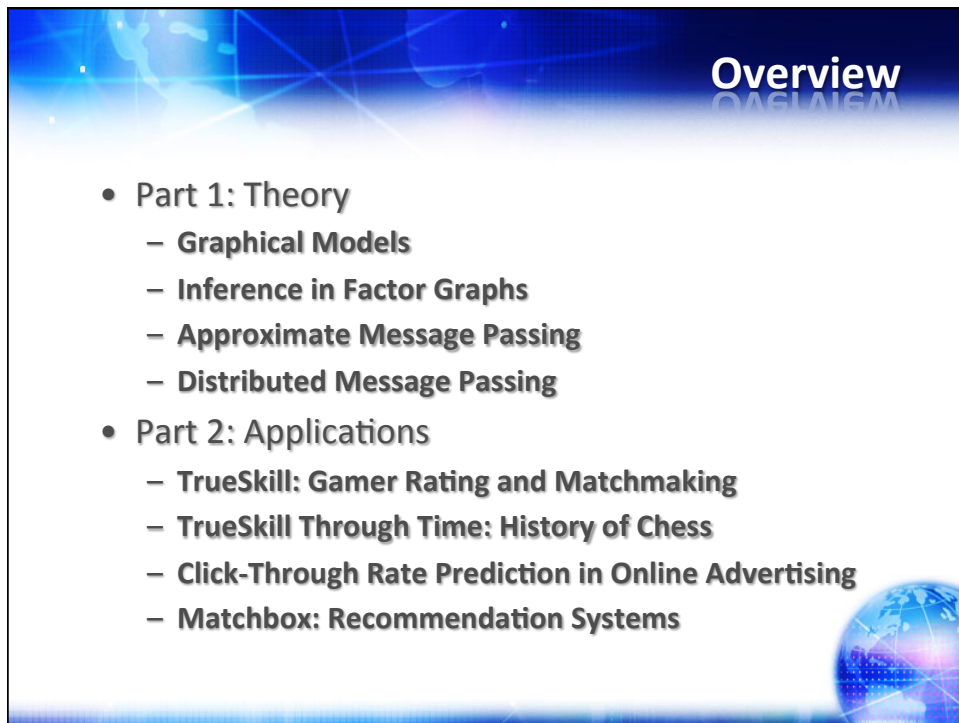 Overview
• Part 1: Theory
– Graphical Models
– Inference in Factor Graphs
– Approximate Message Passing
– Distributed Message Passing
• Part 2: Applications
– TrueSkill: Gamer Rating and Matchmaking
– TrueSkill Through Time: History of Chess
– Click-Through Rate Prediction in Online Advertising
– Matchbox: Recommendation Systems